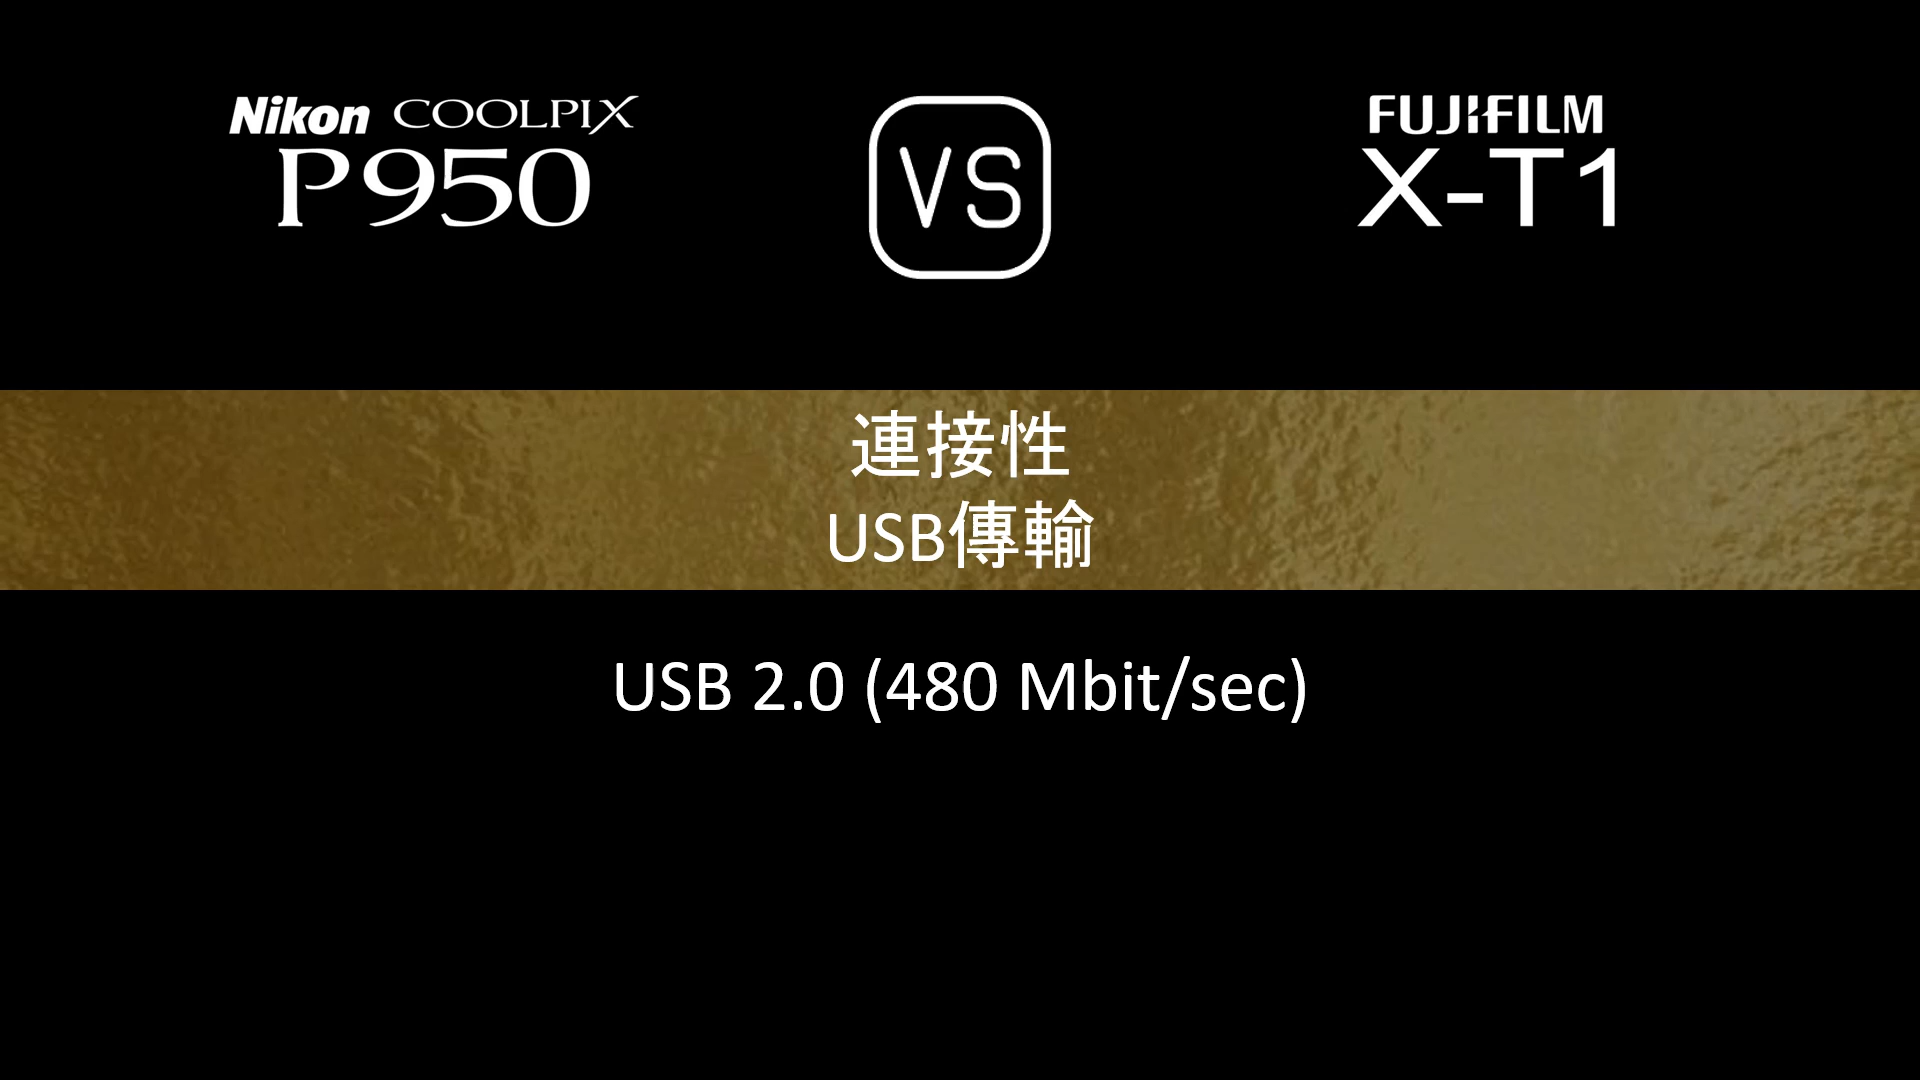 Nikon COOLPIX
P950
VS
FUJIFILM
X-T1
連接性
USB傳輸
USB 2.0 (480 Mbit/sec)